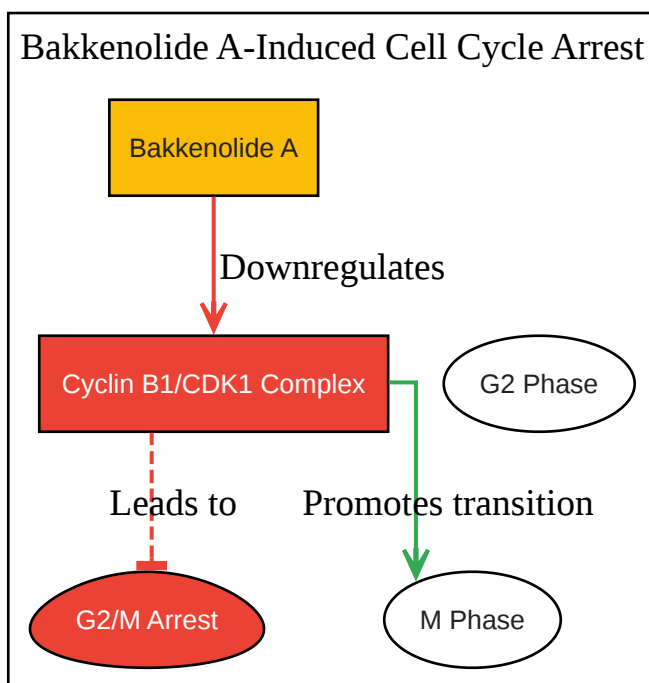 Bakkenolide A-Induced Cell Cycle Arrest
Bakkenolide A
Downregulates
Cyclin B1/CDK1 Complex
G2 Phase
Leads to
Promotes transition
G2/M Arrest
M Phase